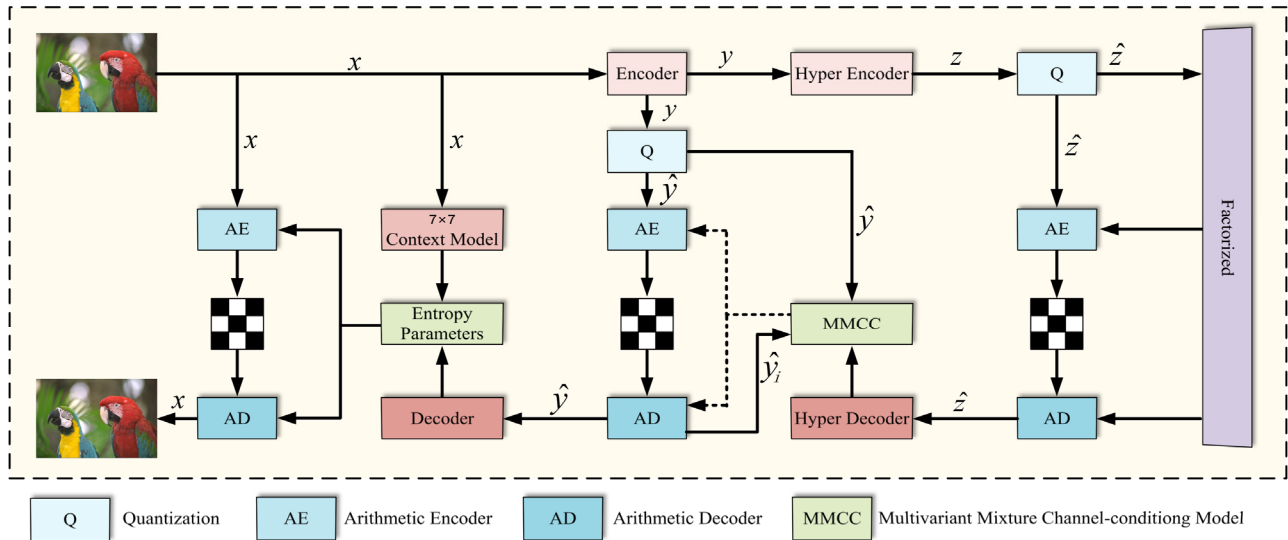 x
Encoder
y
Hyper Encoder
z
Q
ẑ
x
x
y
Q
ŷ
ẑ
ŷ
AE
7×7
Context Model
AE
AE
Factorized
Entropy
Parameters
MMCC
ŷᵢ
x
AD
Decoder
ŷ
AD
Hyper Decoder
ẑ
AD
Q Quantization AE Arithmetic Encoder AD Arithmetic Decoder MMCC Multivariant Mixture Channel-conditiong Model